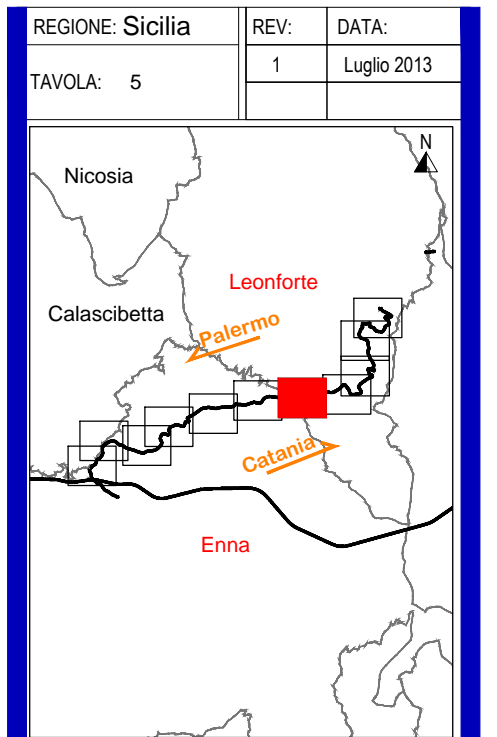 REGIONE: Sicilia
REV:
DATA:
TAVOLA: 5
1
Luglio 2013
N
Nicosia
Leonforte
Calascibetta
Palermo
Catania
Enna